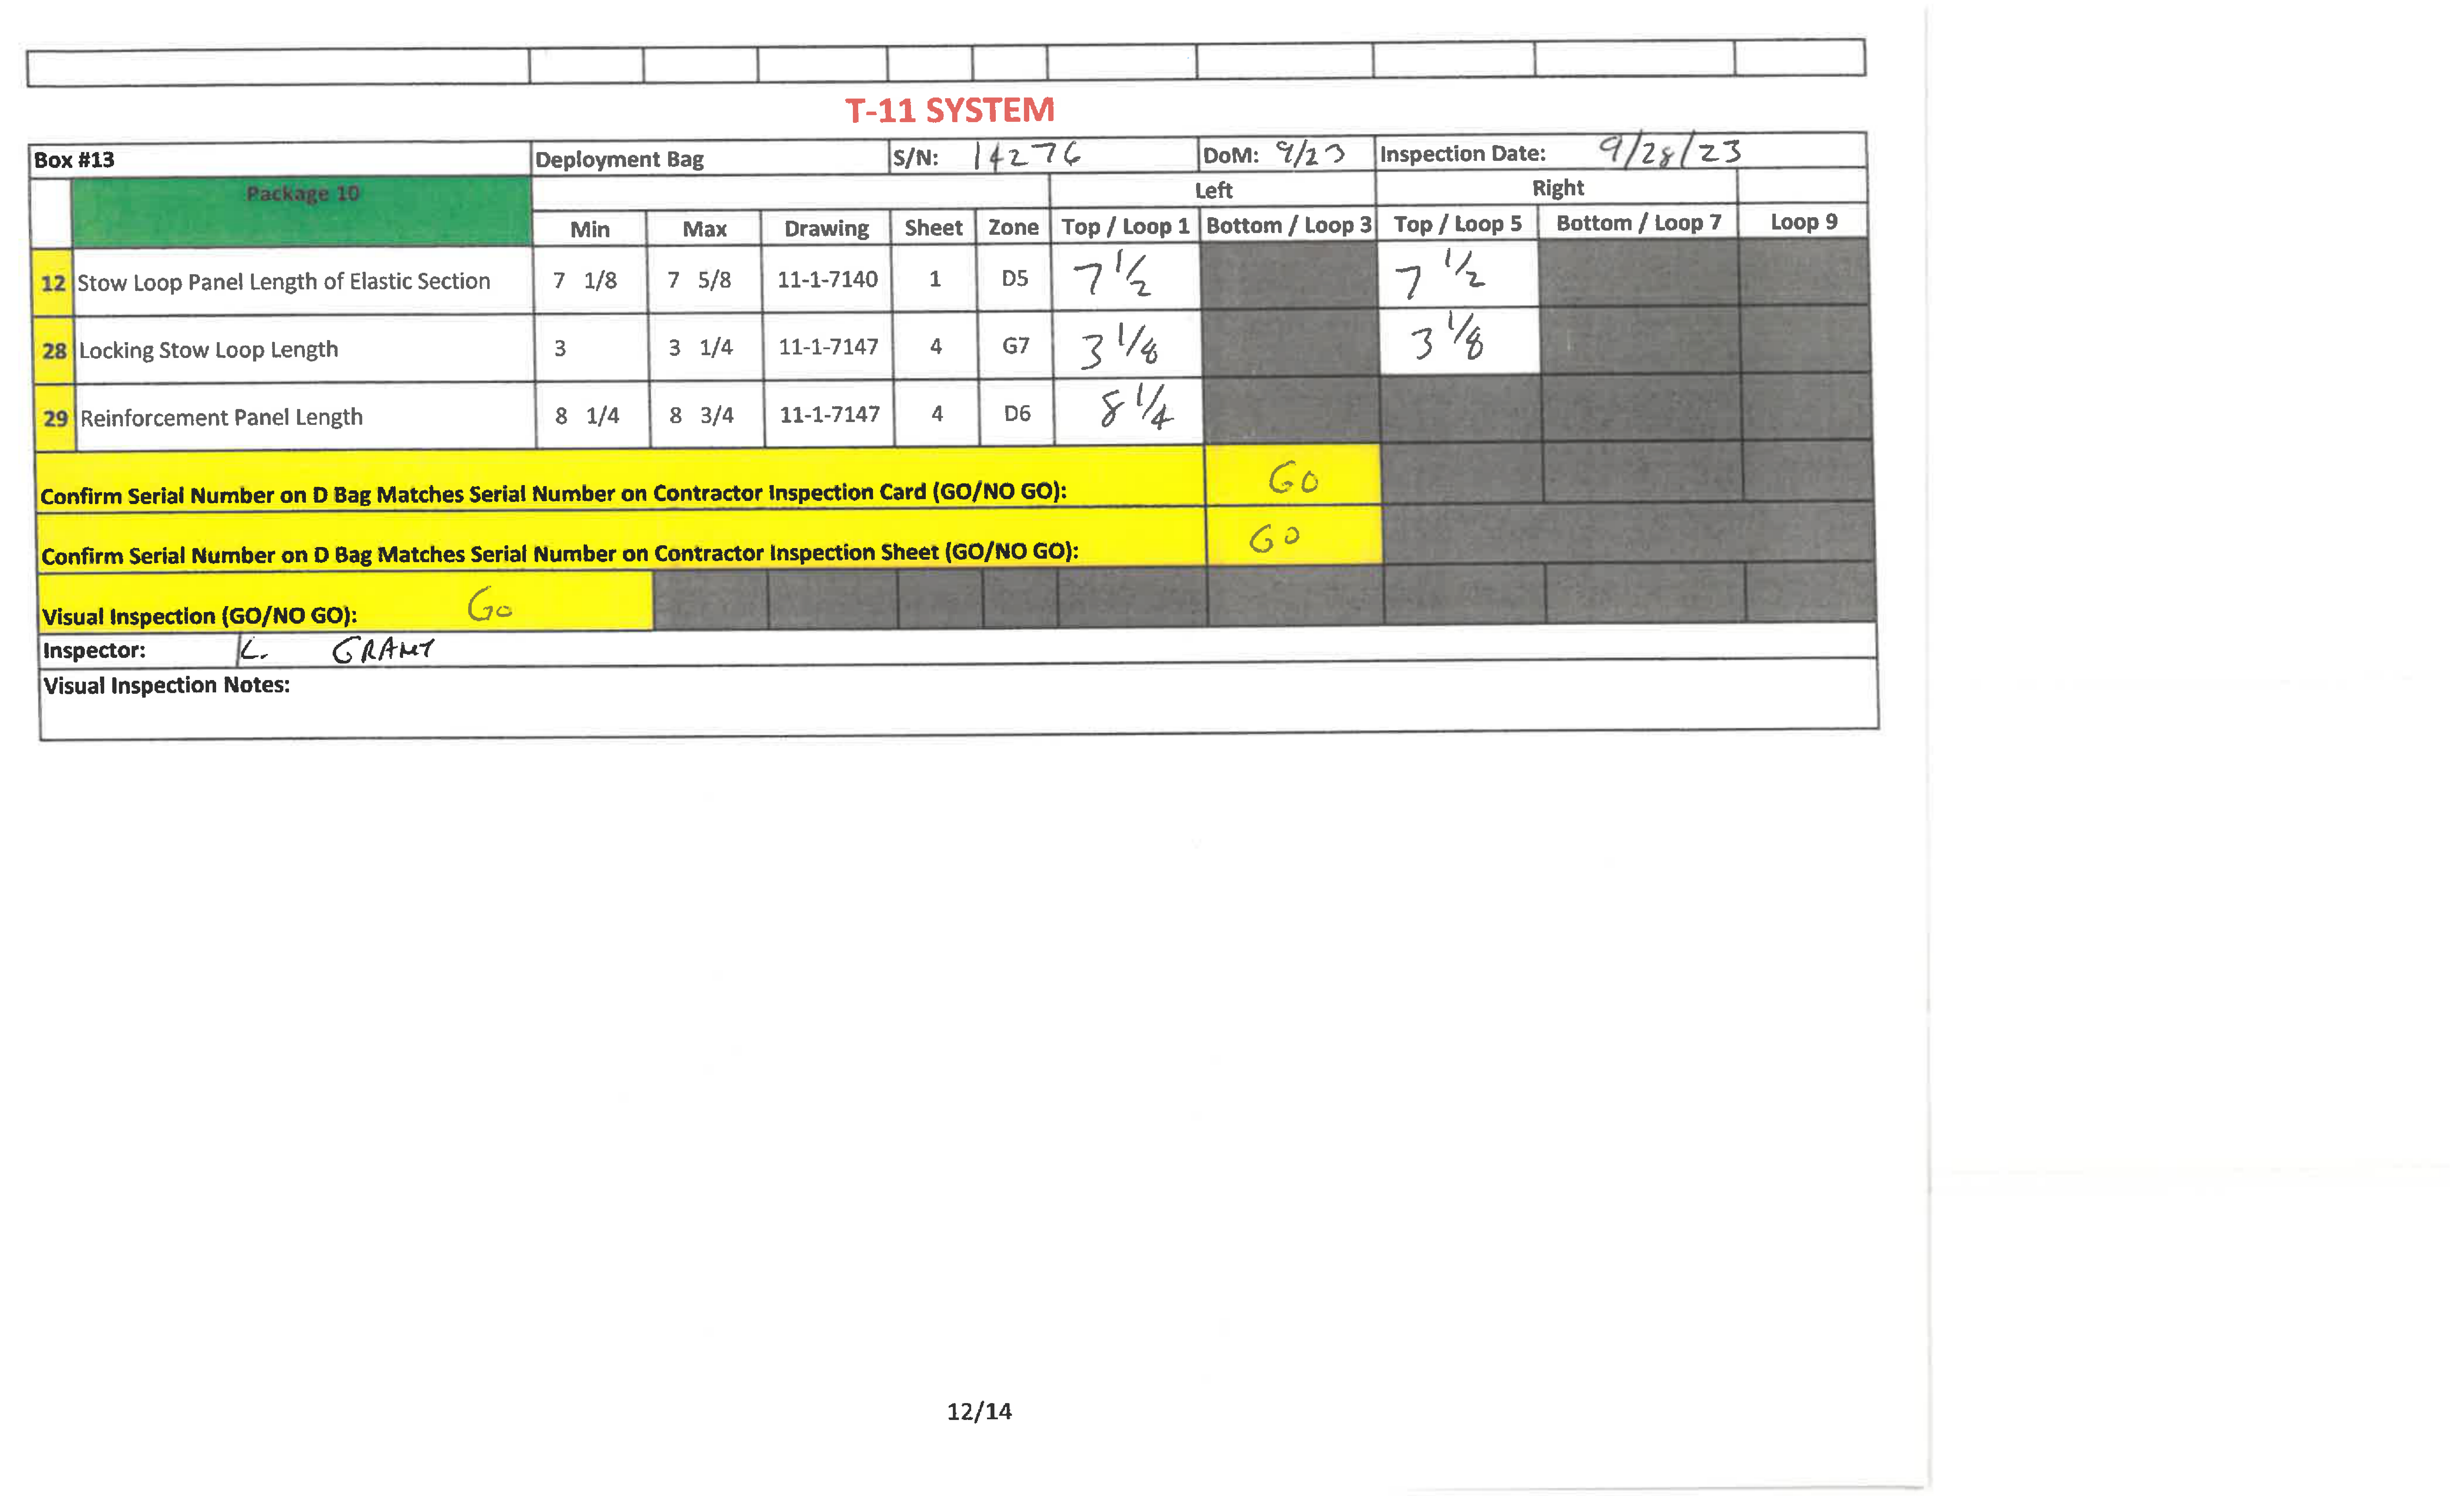 T-11 SYSTEM
Box #13 Deployment Bag S/N: 14276 DoM: 9/23 Inspection Date: 9/28/23
Package 10 Left Right
Min Max Drawing Sheet Zone Top / Loop 1 Bottom / Loop 3 Top / Loop 5 Bottom / Loop 7 Loop 9
12 Stow Loop Panel Length of Elastic Section 7 1/8 7 5/8 11-1-7140 1 D5 7 1/2 7 1/2
28 Locking Stow Loop Length 3 3 1/4 11-1-7147 4 G7 3 1/8 3 1/8
29 Reinforcement Panel Length 8 1/4 8 3/4 11-1-7147 4 D6 8 1/4
Confirm Serial Number on D Bag Matches Serial Number on Contractor Inspection Card (GO/NO GO): GO
Confirm Serial Number on D Bag Matches Serial Number on Contractor Inspection Sheet (GO/NO GO): GO
Visual Inspection (GO/NO GO): Go
Inspector: K. GRANT
Visual Inspection Notes:
12/14